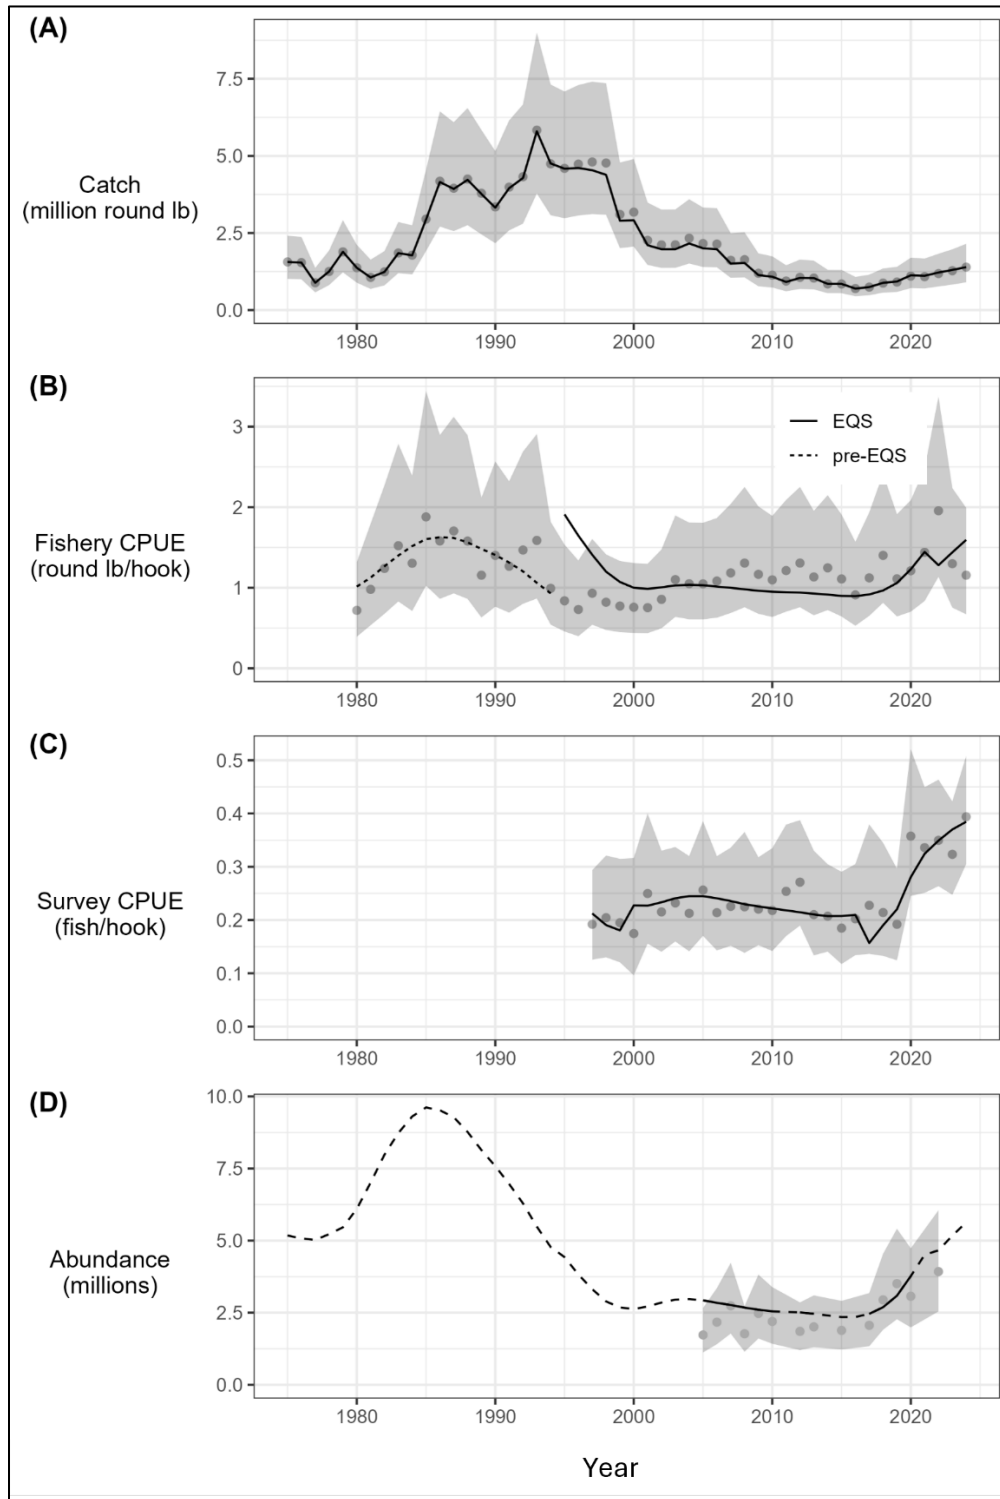 (A)
Catch
(million round lb)
7.5
5.0
2.5
0.0
1980 1990 2000 2010 2020
(B)
Fishery CPUE
(round lb/hook)
3
2
1
0
EQS
pre-EQS
1980 1990 2000 2010 2020
(C)
Survey CPUE
(fish/hook)
0.5
0.4
0.3
0.2
0.1
0.0
1980 1990 2000 2010 2020
(D)
Abundance
(millions)
10.0
7.5
5.0
2.5
0.0
1980 1990 2000 2010 2020
Year